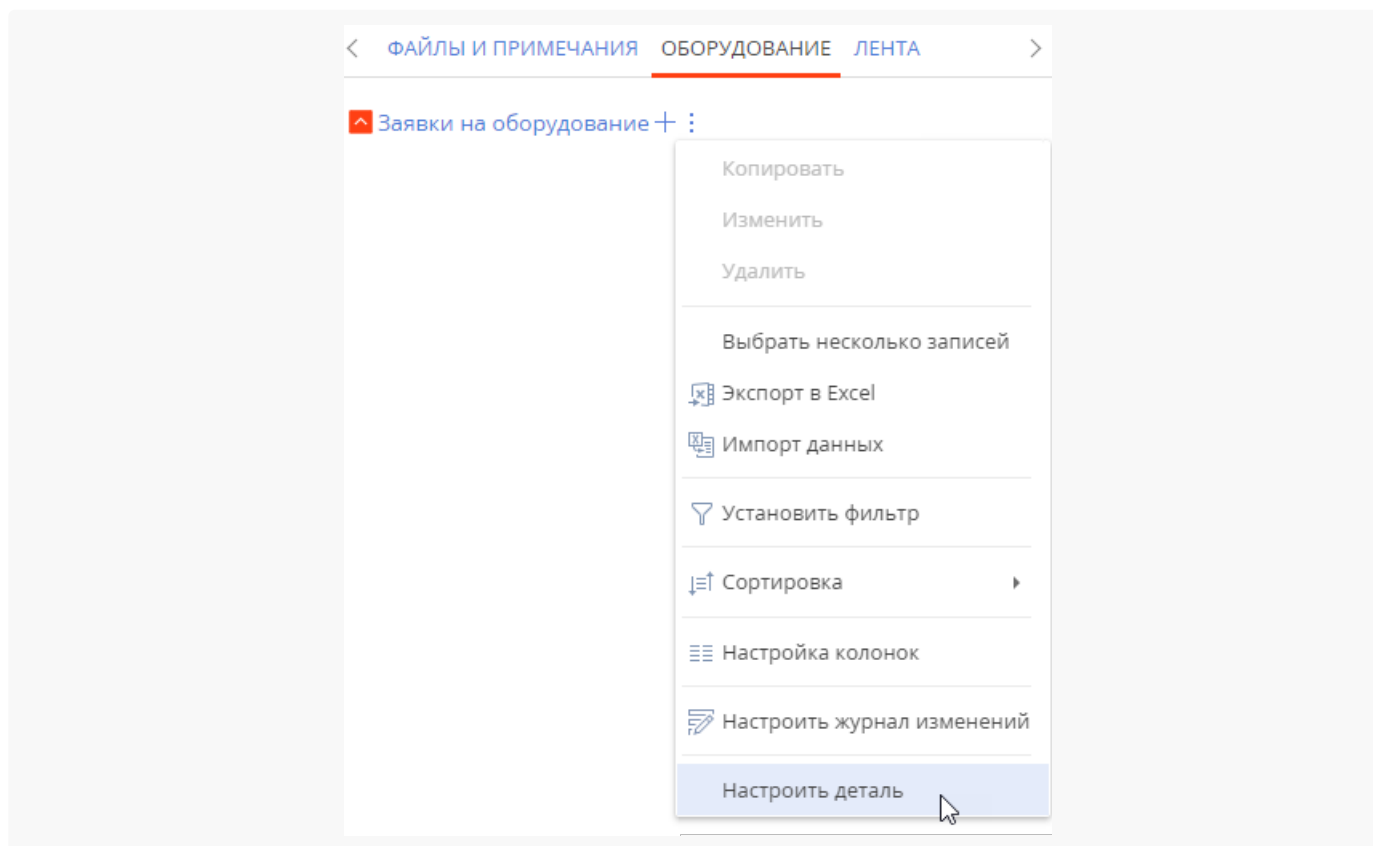 ФАЙЛЫ И ПРИМЕЧАНИЯ ОБОРУДОВАНИЕ ЛЕНТА
Заявки на оборудование
Копировать
Изменить
Удалить
Выбрать несколько записей
Экспорт в Excel
Импорт данных
Установить фильтр
Сортировка
Настройка колонок
Настроить журнал изменений
Настроить деталь